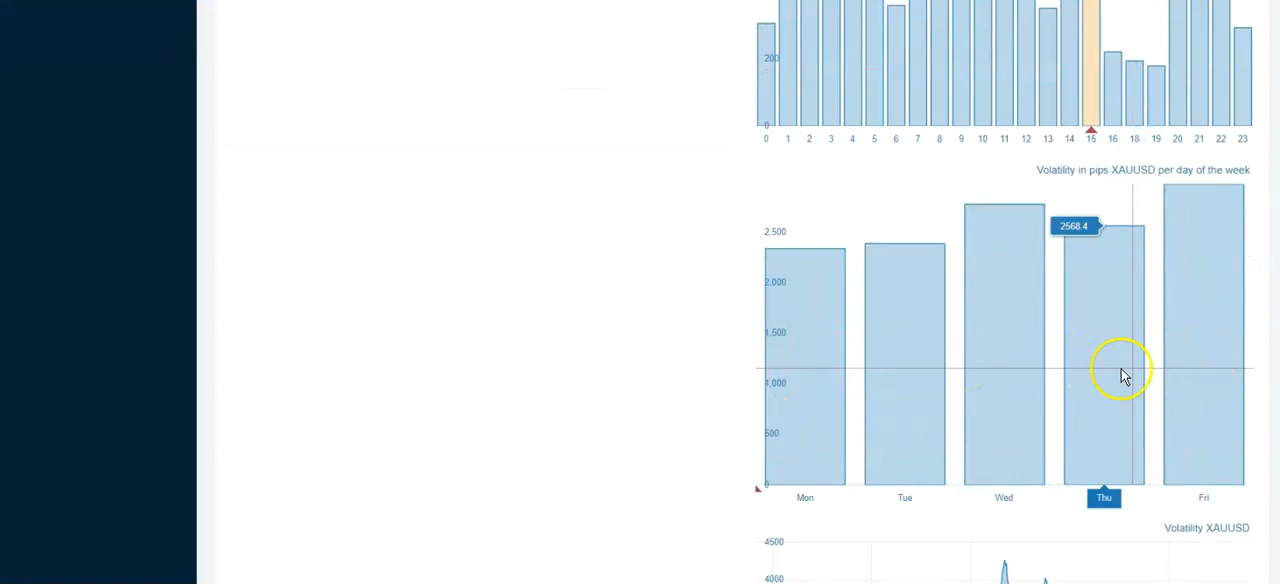 200
0
0 1 2 3 4 5 6 7 8 9 10 11 12 13 14 15 16 18 19 20 21 22 23
Volatility in pips XAUUSD per day of the week
2568.4
2,500
2,000
1,500
1,000
500
0
Mon Tue Wed Thu Fri
Volatility XAUUSD
4500
4000